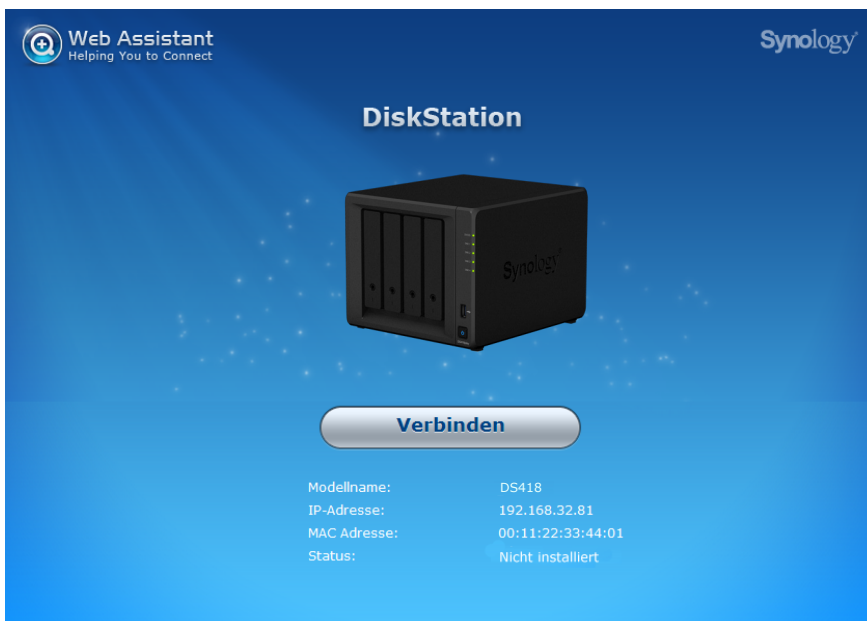 Web Assistant
Helping You to Connect
Synology
DiskStation
Synology
Verbinden
Modellname: DS418
IP-Adresse: 192.168.32.81
MAC Adresse: 00:11:22:33:44:01
Status: Nicht installiert